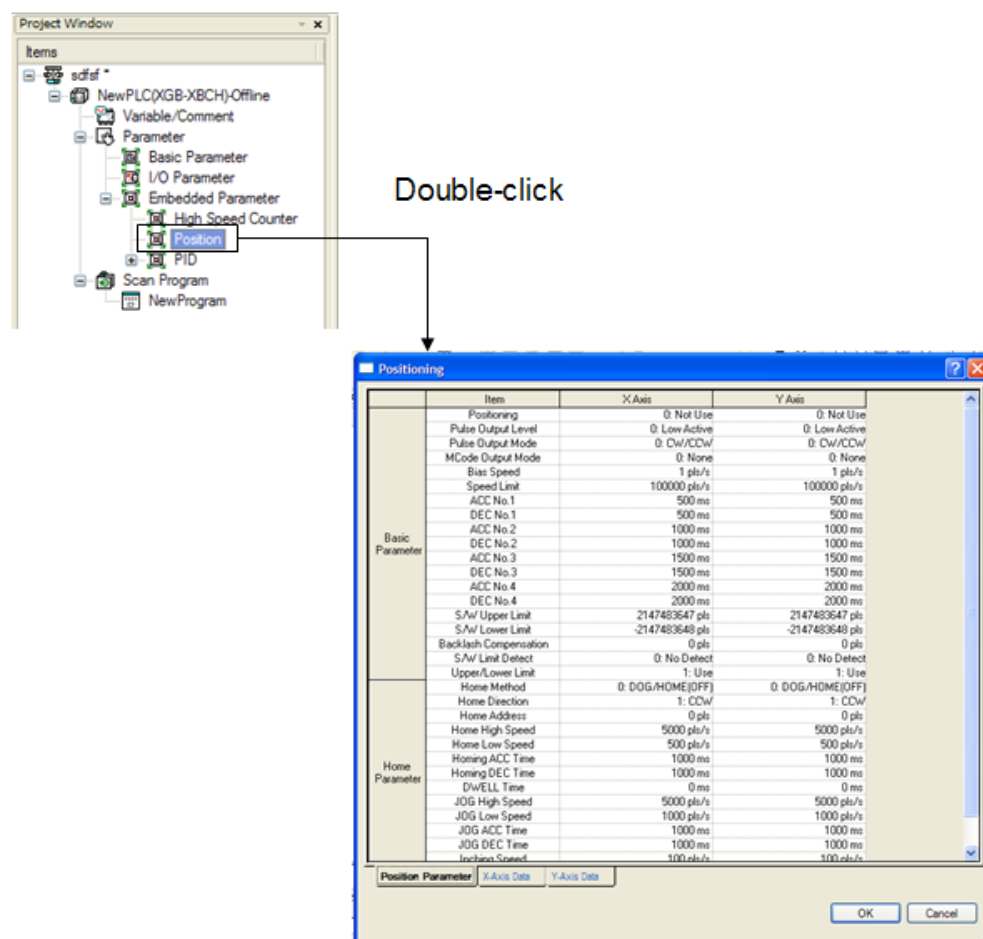 Project Window
Items
sdfsf *
NewPLC(XGB-XBCH)-Offline
Variable/Comment
Parameter
Basic Parameter
I/O Parameter
Embedded Parameter
High Speed Counter
Position
PID
Scan Program
NewProgram
Double-click
Positioning
Item X Axis Y Axis
Basic Parameter
Positioning 0: Not Use 0: Not Use
Pulse Output Level 0: Low Active 0: Low Active
Pulse Output Mode 0: CW/CCW 0: CW/CCW
MCode Output Mode 0: None 0: None
Bias Speed 1 pls/s 1 pls/s
Speed Limit 100000 pls/s 100000 pls/s
ACC No.1 500 ms 500 ms
DEC No.1 500 ms 500 ms
ACC No.2 1000 ms 1000 ms
DEC No.2 1000 ms 1000 ms
ACC No.3 1500 ms 1500 ms
DEC No.3 1500 ms 1500 ms
ACC No.4 2000 ms 2000 ms
DEC No.4 2000 ms 2000 ms
S/W Upper Limit 2147483647 pls 2147483647 pls
S/W Lower Limit -2147483648 pls -2147483648 pls
Backlash Compensation 0 pls 0 pls
S/W Limit Detect 0: No Detect 0: No Detect
Upper/Lower Limit 1: Use 1: Use
Home Parameter
Home Method 0: DOG/HOME(OFF) 0: DOG/HOME(OFF)
Home Direction 1: CCW 1: CCW
Home Address 0 pls 0 pls
Home High Speed 5000 pls/s 5000 pls/s
Home Low Speed 500 pls/s 500 pls/s
Homing ACC Time 1000 ms 1000 ms
Homing DEC Time 1000 ms 1000 ms
DWELL Time 0 ms 0 ms
JOG High Speed 5000 pls/s 5000 pls/s
JOG Low Speed 1000 pls/s 1000 pls/s
JOG ACC Time 1000 ms 1000 ms
JOG DEC Time 1000 ms 1000 ms
Inching Speed 100 pls/s 100 pls/s
Position Parameter X-Axis Data Y-Axis Data
OK Cancel